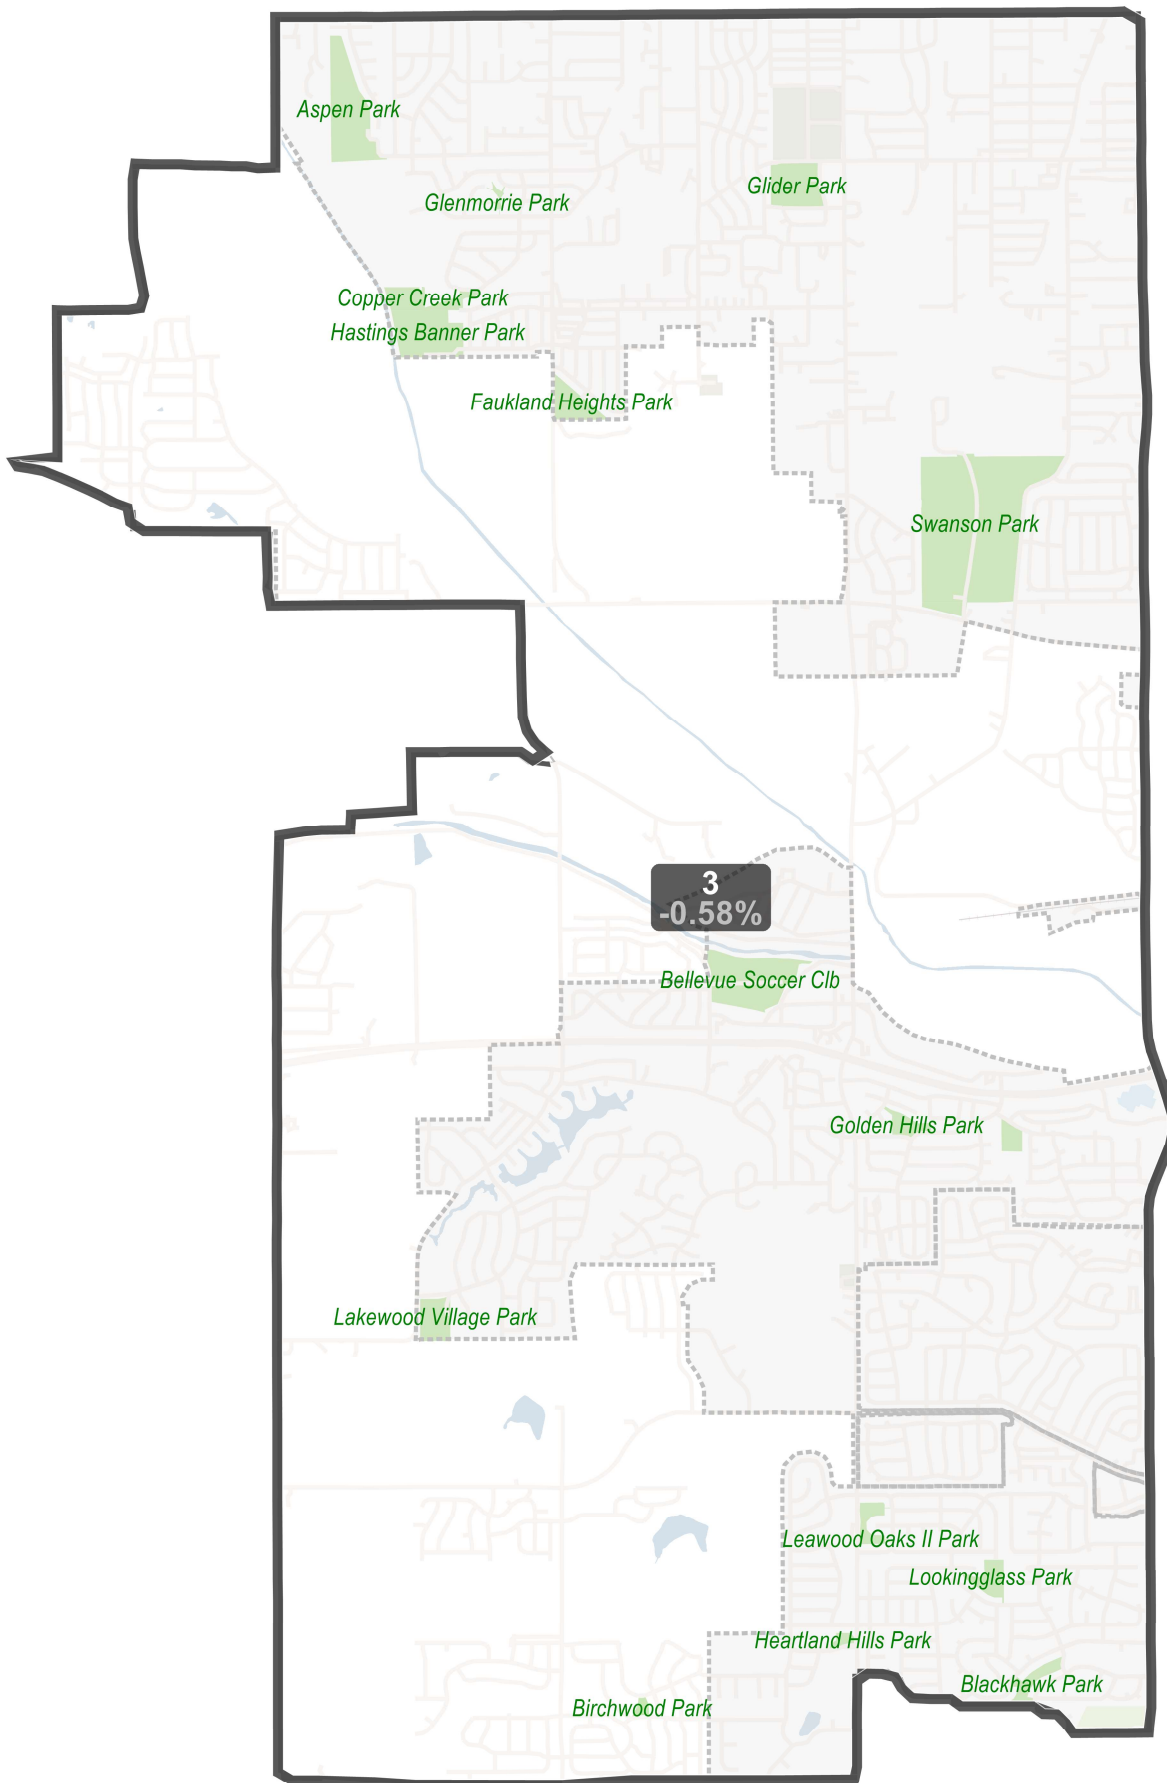 Aspen Park
Glider Park
Glenmorrie Park
Copper Creek Park
Hastings Banner Park
Faukland Heights Park
Swanson Park
3
-0.58%
Bellevue Soccer Clb
Golden Hills Park
Lakewood Village Park
Leawood Oaks II Park
Lookingglass Park
Heartland Hills Park
Blackhawk Park
Birchwood Park